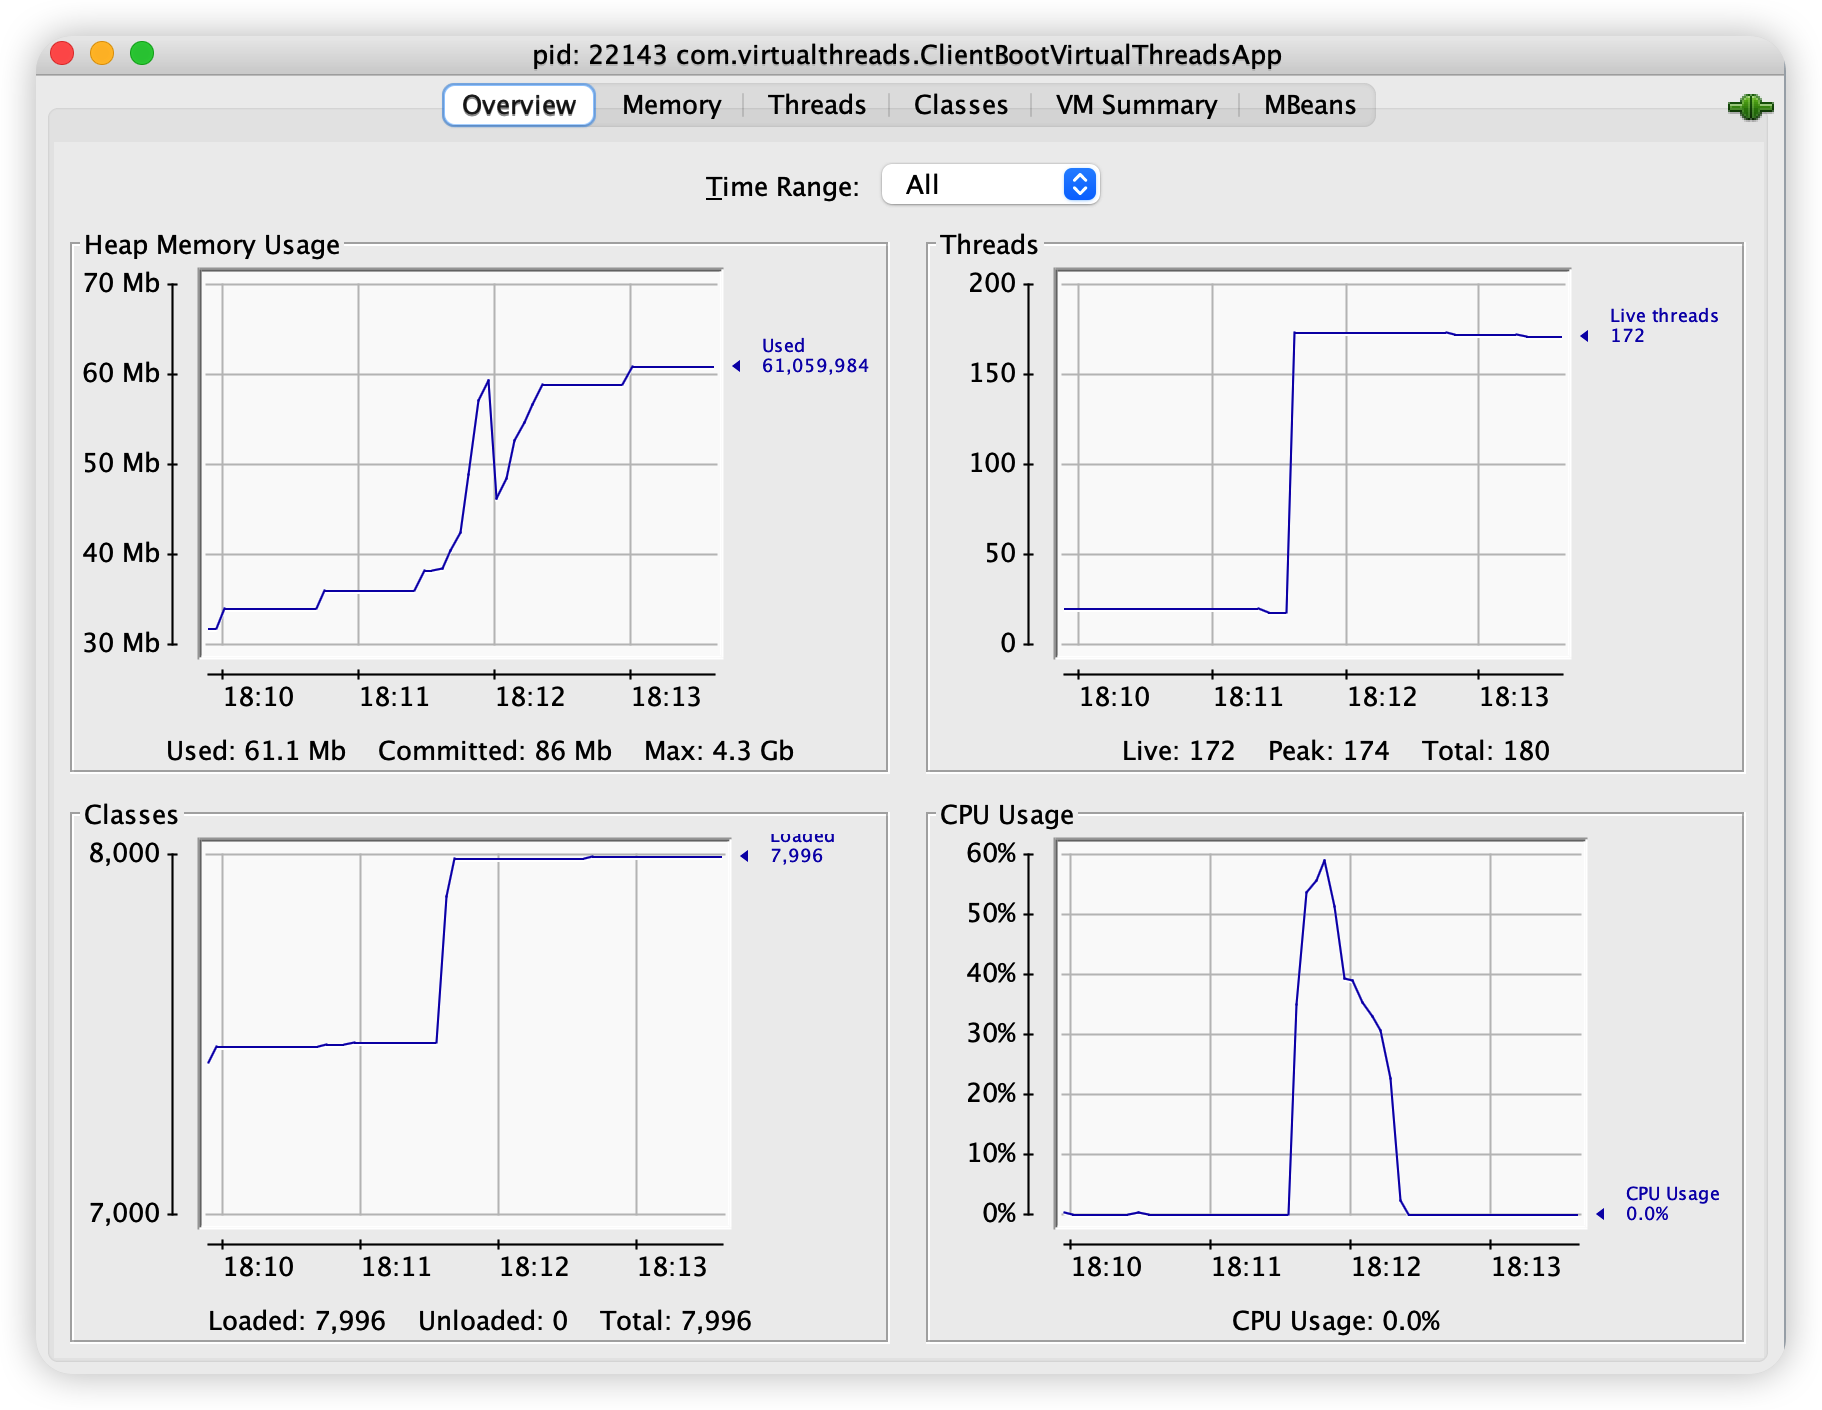 pid: 22143 com.virtualthreads.ClientBootVirtualThreadsApp
Overview Memory Threads Classes VM Summary MBeans
Time Range: All
Heap Memory Usage
70 Mb
60 Mb
50 Mb
40 Mb
30 Mb
Used
61,059,984
18:10 18:11 18:12 18:13
Used: 61.1 Mb Committed: 86 Mb Max: 4.3 Gb
Threads
200
150
100
50
0
Live threads
172
18:10 18:11 18:12 18:13
Live: 172 Peak: 174 Total: 180
Classes
8,000
7,000
Loaded
7,996
18:10 18:11 18:12 18:13
Loaded: 7,996 Unloaded: 0 Total: 7,996
CPU Usage
60%
50%
40%
30%
20%
10%
0%
CPU Usage
0.0%
18:10 18:11 18:12 18:13
CPU Usage: 0.0%